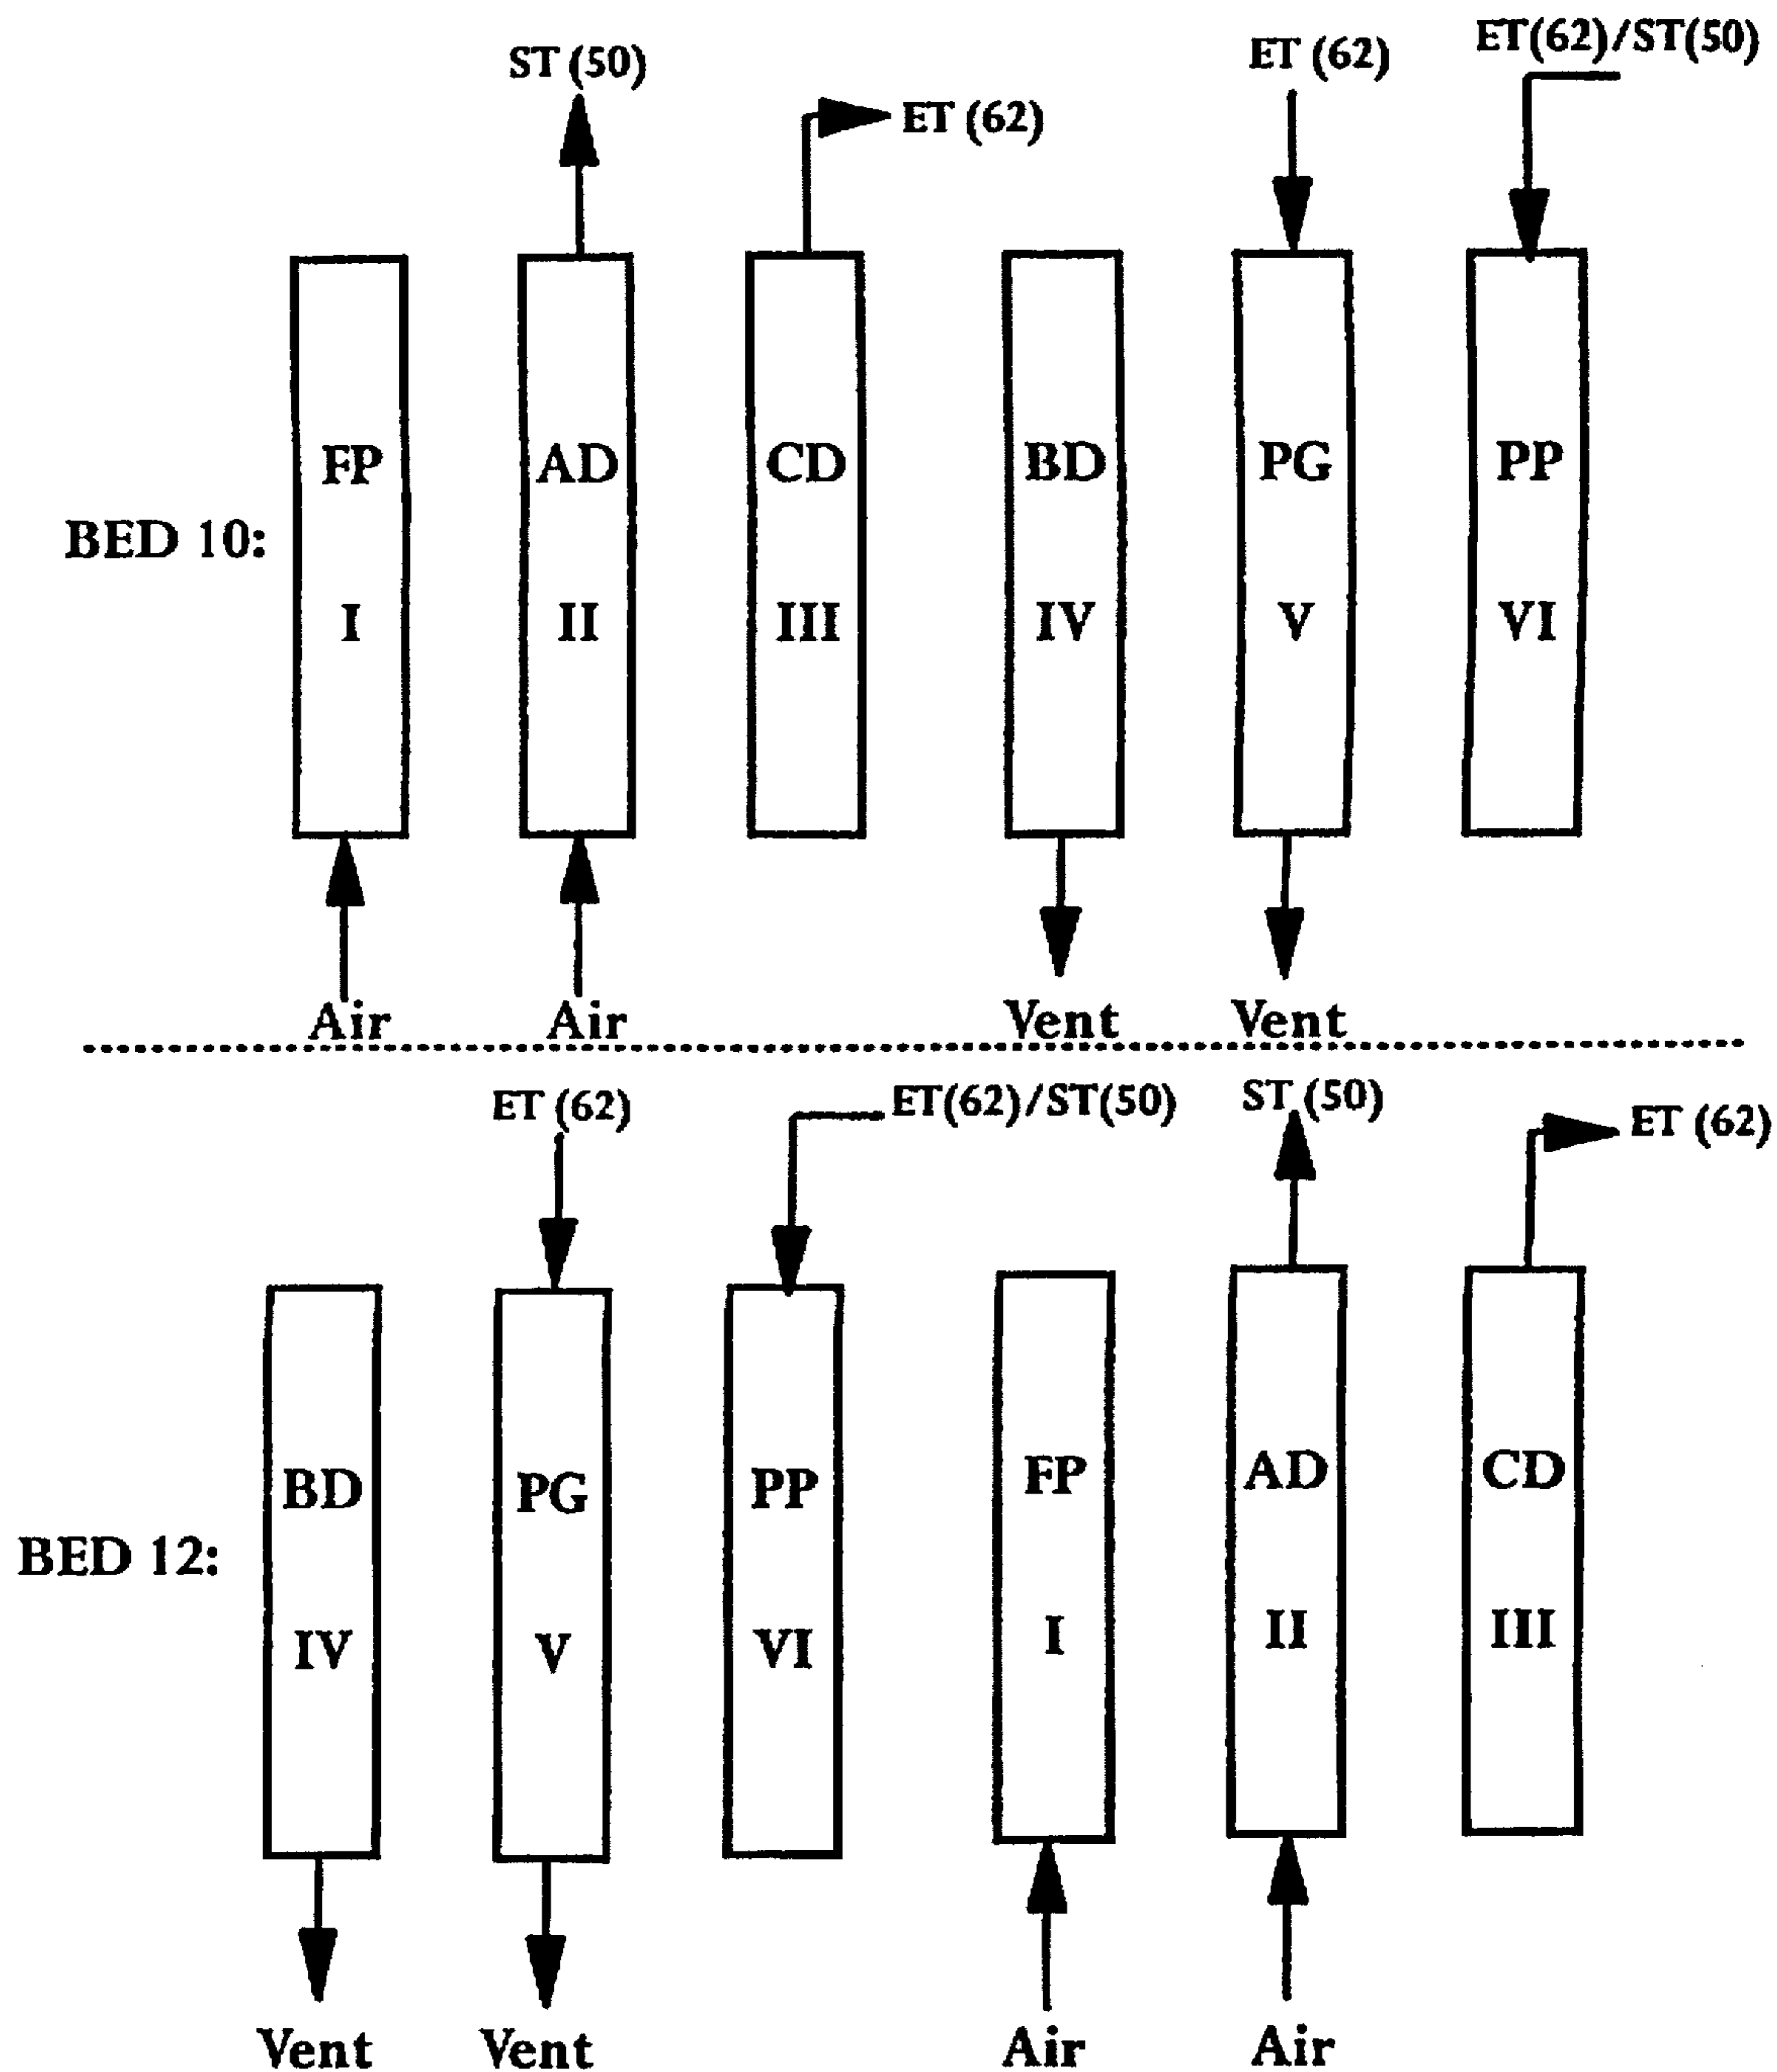 ST (50)
ET (62)
ET (62)
ET(62)/ST(50)
BED 10:
FP
I
AD
II
CD
III
BD
IV
PG
V
PP
VI
Air
Air
Vent
Vent
ET (62)
ET(62)/ST(50)
ST (50)
ET (62)
BED 12:
BD
IV
PG
V
PP
VI
FP
I
AD
II
CD
III
Vent
Vent
Air
Air